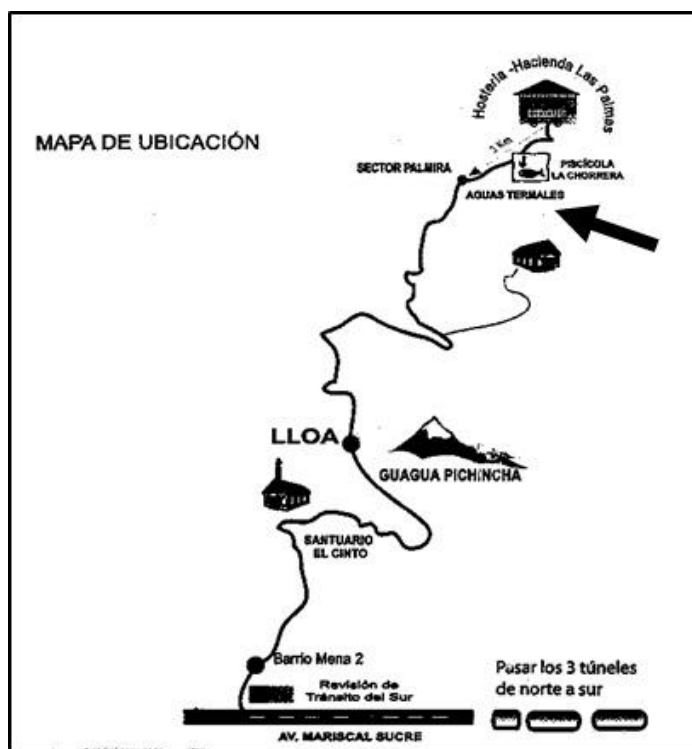 Hosteria -Hacienda Las Palmas
MAPA DE UBICACIÓN
3 Km
SECTOR PALMIRA
PISCÍCOLA
LA CHORRERA
AGUAS TERMALES
LLOA
GUAGUA PICHINCHA
SANTUARIO
EL CINTO
Barrio Mena 2
Revisión de
Tránsito del Sur
Pasar los 3 túneles
de norte a sur
AV. MARISCAL SUCRE